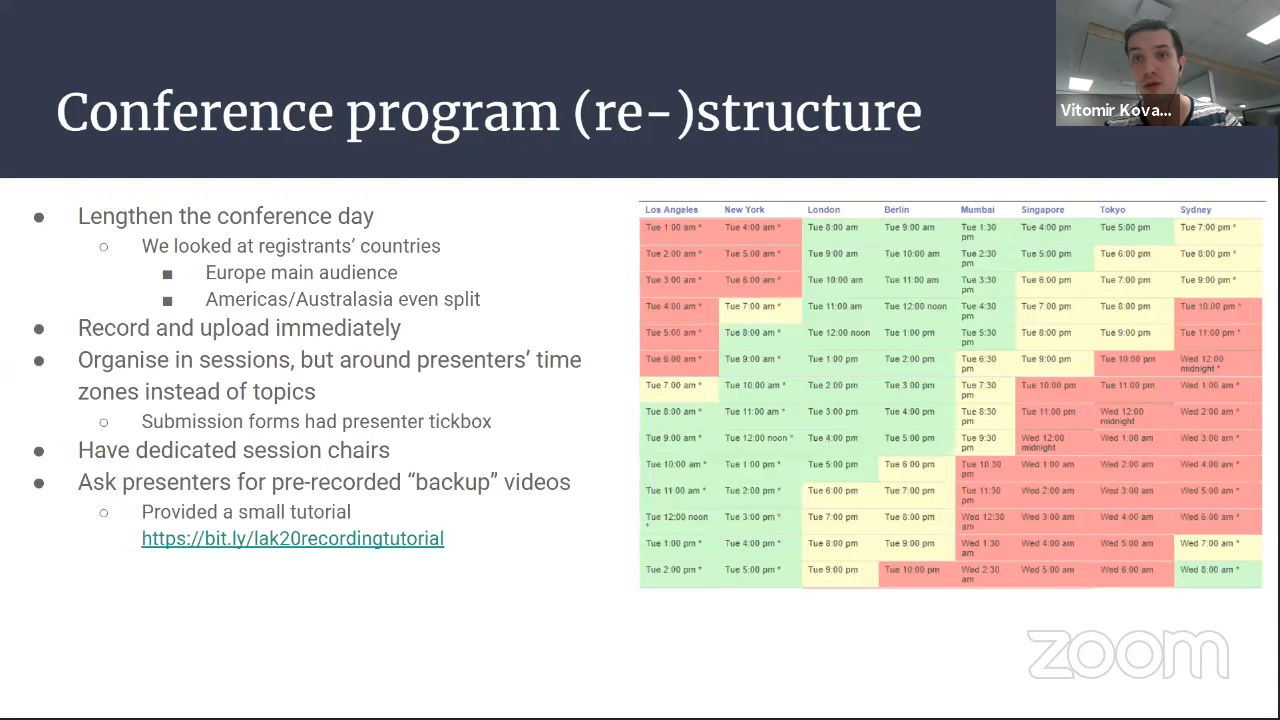 Conference program (re-)structure
Vitomir Kova...
● Lengthen the conference day
○ We looked at registrants’ countries
■ Europe main audience
■ Americas/Australasia even split
● Record and upload immediately
● Organise in sessions, but around presenters’ time
zones instead of topics
○ Submission forms had presenter tickbox
● Have dedicated session chairs
● Ask presenters for pre-recorded “backup” videos
○ Provided a small tutorial
https://bit.ly/lak20recordingtutorial
Los Angeles New York London Berlin Mumbai Singapore Tokyo Sydney
Tue 1:00 am * Tue 4:00 am * Tue 8:00 am Tue 9:00 am Tue 1:30 pm Tue 4:00 pm Tue 5:00 pm Tue 7:00 pm *
Tue 2:00 am * Tue 5:00 am * Tue 9:00 am Tue 10:00 am Tue 2:30 pm Tue 5:00 pm Tue 6:00 pm Tue 8:00 pm *
Tue 3:00 am * Tue 6:00 am * Tue 10:00 am Tue 11:00 am Tue 3:30 pm Tue 6:00 pm Tue 7:00 pm Tue 9:00 pm *
Tue 4:00 am * Tue 7:00 am * Tue 11:00 am Tue 12:00 noon Tue 4:30 pm Tue 7:00 pm Tue 8:00 pm Tue 10:00 pm *
Tue 5:00 am * Tue 8:00 am * Tue 12:00 noon Tue 1:00 pm Tue 5:30 pm Tue 8:00 pm Tue 9:00 pm Tue 11:00 pm *
Tue 6:00 am * Tue 9:00 am * Tue 1:00 pm Tue 2:00 pm Tue 6:30 pm Tue 9:00 pm Tue 10:00 pm Wed 12:00 midnight *
Tue 7:00 am * Tue 10:00 am * Tue 2:00 pm Tue 3:00 pm Tue 7:30 pm Tue 10:00 pm Tue 11:00 pm Wed 1:00 am *
Tue 8:00 am * Tue 11:00 am * Tue 3:00 pm Tue 4:00 pm Tue 8:30 pm Tue 11:00 pm Wed 12:00 midnight Wed 2:00 am *
Tue 9:00 am * Tue 12:00 noon * Tue 4:00 pm Tue 5:00 pm Tue 9:30 pm Wed 12:00 midnight Wed 1:00 am Wed 3:00 am *
Tue 10:00 am * Tue 1:00 pm * Tue 5:00 pm Tue 6:00 pm Tue 10:30 pm Wed 1:00 am Wed 2:00 am Wed 4:00 am *
Tue 11:00 am * Tue 2:00 pm * Tue 6:00 pm Tue 7:00 pm Tue 11:30 pm Wed 2:00 am Wed 3:00 am Wed 5:00 am *
Tue 12:00 noon * Tue 3:00 pm * Tue 7:00 pm Tue 8:00 pm Wed 12:30 am Wed 3:00 am Wed 4:00 am Wed 6:00 am *
Tue 1:00 pm * Tue 4:00 pm * Tue 8:00 pm Tue 9:00 pm Wed 1:30 am Wed 4:00 am Wed 5:00 am Wed 7:00 am *
Tue 2:00 pm * Tue 5:00 pm * Tue 9:00 pm Tue 10:00 pm Wed 2:30 am Wed 5:00 am Wed 6:00 am Wed 8:00 am *
zoom